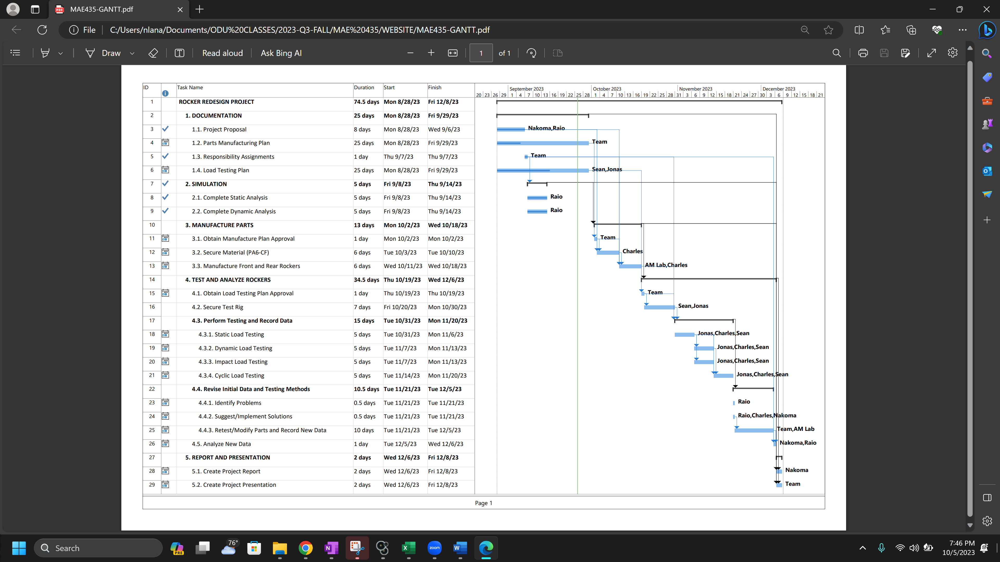 MAE435-GANTT.pdf
File C:/Users/nlana/Documents/ODU%20CLASSES/2023-Q3-FALL/MAE%20435/WEBSITE/MAE435-GANTT.pdf
Draw Read aloud Ask Bing AI 1 of 1
ID Task Name Duration Start Finish
September 2023 October 2023 November 2023 December 2023
20 23 26 29 1 4 7 10 13 16 19 22 25 28 1 4 7 10 13 16 19 22 25 28 31 3 6 9 12 15 18 21 24 27 30 3 6 9 12 15 18 21
1 ROCKER REDESIGN PROJECT 74.5 days Mon 8/28/23 Fri 12/8/23
2 1. DOCUMENTATION 25 days Mon 8/28/23 Fri 9/29/23
3 1.1. Project Proposal 8 days Mon 8/28/23 Wed 9/6/23 Nakoma,Raio
4 1.2. Parts Manufacturing Plan 25 days Mon 8/28/23 Fri 9/29/23 Team
5 1.3. Responsibility Assignments 1 day Thu 9/7/23 Thu 9/7/23 Team
6 1.4. Load Testing Plan 25 days Mon 8/28/23 Fri 9/29/23 Sean,Jonas
7 2. SIMULATION 5 days Fri 9/8/23 Thu 9/14/23
8 2.1. Complete Static Analysis 5 days Fri 9/8/23 Thu 9/14/23 Raio
9 2.2. Complete Dynamic Analysis 5 days Fri 9/8/23 Thu 9/14/23 Raio
10 3. MANUFACTURE PARTS 13 days Mon 10/2/23 Wed 10/18/23
11 3.1. Obtain Manufacture Plan Approval 1 day Mon 10/2/23 Mon 10/2/23 Team
12 3.2. Secure Material (PA6-CF) 6 days Tue 10/3/23 Tue 10/10/23 Charles
13 3.3. Manufacture Front and Rear Rockers 6 days Wed 10/11/23 Wed 10/18/23 AM Lab,Charles
14 4. TEST AND ANALYZE ROCKERS 34.5 days Thu 10/19/23 Wed 12/6/23
15 4.1. Obtain Load Testing Plan Approval 1 day Thu 10/19/23 Thu 10/19/23 Team
16 4.2. Secure Test Rig 7 days Fri 10/20/23 Mon 10/30/23 Sean,Jonas
17 4.3. Perform Testing and Record Data 15 days Tue 10/31/23 Mon 11/20/23
18 4.3.1. Static Load Testing 5 days Tue 10/31/23 Mon 11/6/23 Jonas,Charles,Sean
19 4.3.2. Dynamic Load Testing 5 days Tue 11/7/23 Mon 11/13/23 Jonas,Charles,Sean
20 4.3.3. Impact Load Testing 5 days Tue 11/7/23 Mon 11/13/23 Jonas,Charles,Sean
21 4.3.4. Cyclic Load Testing 5 days Tue 11/14/23 Mon 11/20/23 Jonas,Charles,Sean
22 4.4. Revise Initial Data and Testing Methods 10.5 days Tue 11/21/23 Tue 12/5/23
23 4.4.1. Identify Problems 0.5 days Tue 11/21/23 Tue 11/21/23 Raio
24 4.4.2. Suggest/Implement Solutions 0.5 days Tue 11/21/23 Tue 11/21/23 Raio,Charles,Nakoma
25 4.4.3. Retest/Modify Parts and Record New Data 10 days Tue 11/21/23 Tue 12/5/23 Team,AM Lab
26 4.5. Analyze New Data 1 day Tue 12/5/23 Wed 12/6/23 Nakoma,Raio
27 5. REPORT AND PRESENTATION 2 days Wed 12/6/23 Fri 12/8/23
28 5.1. Create Project Report 2 days Wed 12/6/23 Fri 12/8/23 Nakoma
29 5.2. Create Project Presentation 2 days Wed 12/6/23 Fri 12/8/23 Team
Page 1
Search PRE 76° zoom 7:46 PM
10/5/2023